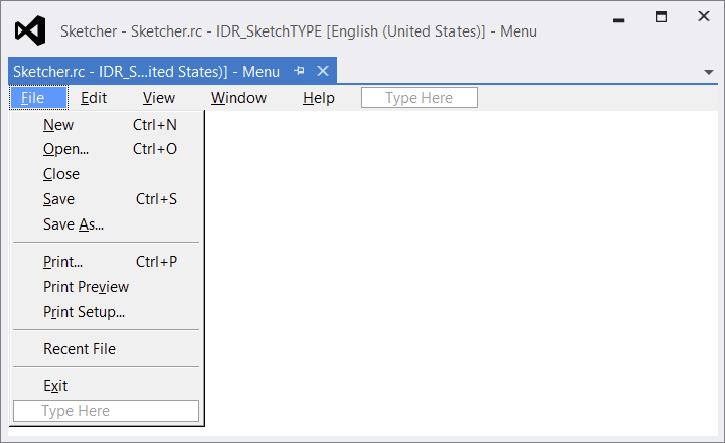 Sketcher - Sketcher.rc - IDR_SketchTYPE [English (United States)] - Menu
Sketcher.rc - IDR_S...ited States)] - Menu
File Edit View Window Help Type Here
New Ctrl+N
Open... Ctrl+O
Close
Save Ctrl+S
Save As...
Print... Ctrl+P
Print Preview
Print Setup...
Recent File
Exit
Type Here